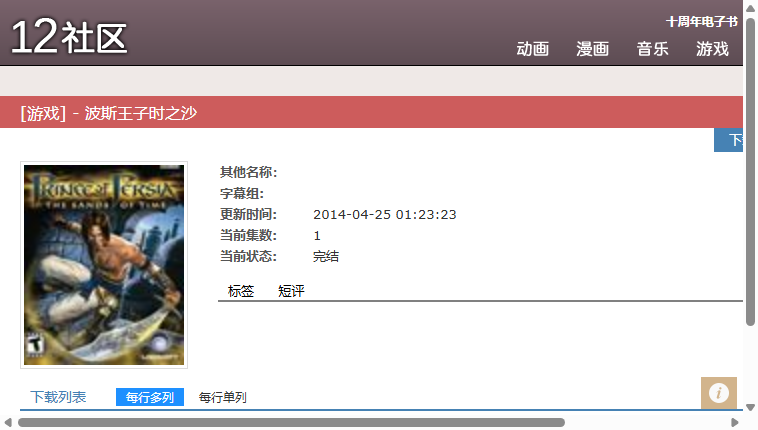 十周年电子书
12社区
动画 漫画 音乐 游戏
[游戏] - 波斯王子时之沙
PRINCE of PERSIA
THE SANDS OF TIME
T
UBISOFT
其他名称:
字幕组:
更新时间: 2014-04-25 01:23:23
当前集数: 1
当前状态: 完结
标签 短评
下载列表 每行多列 每行单列
i